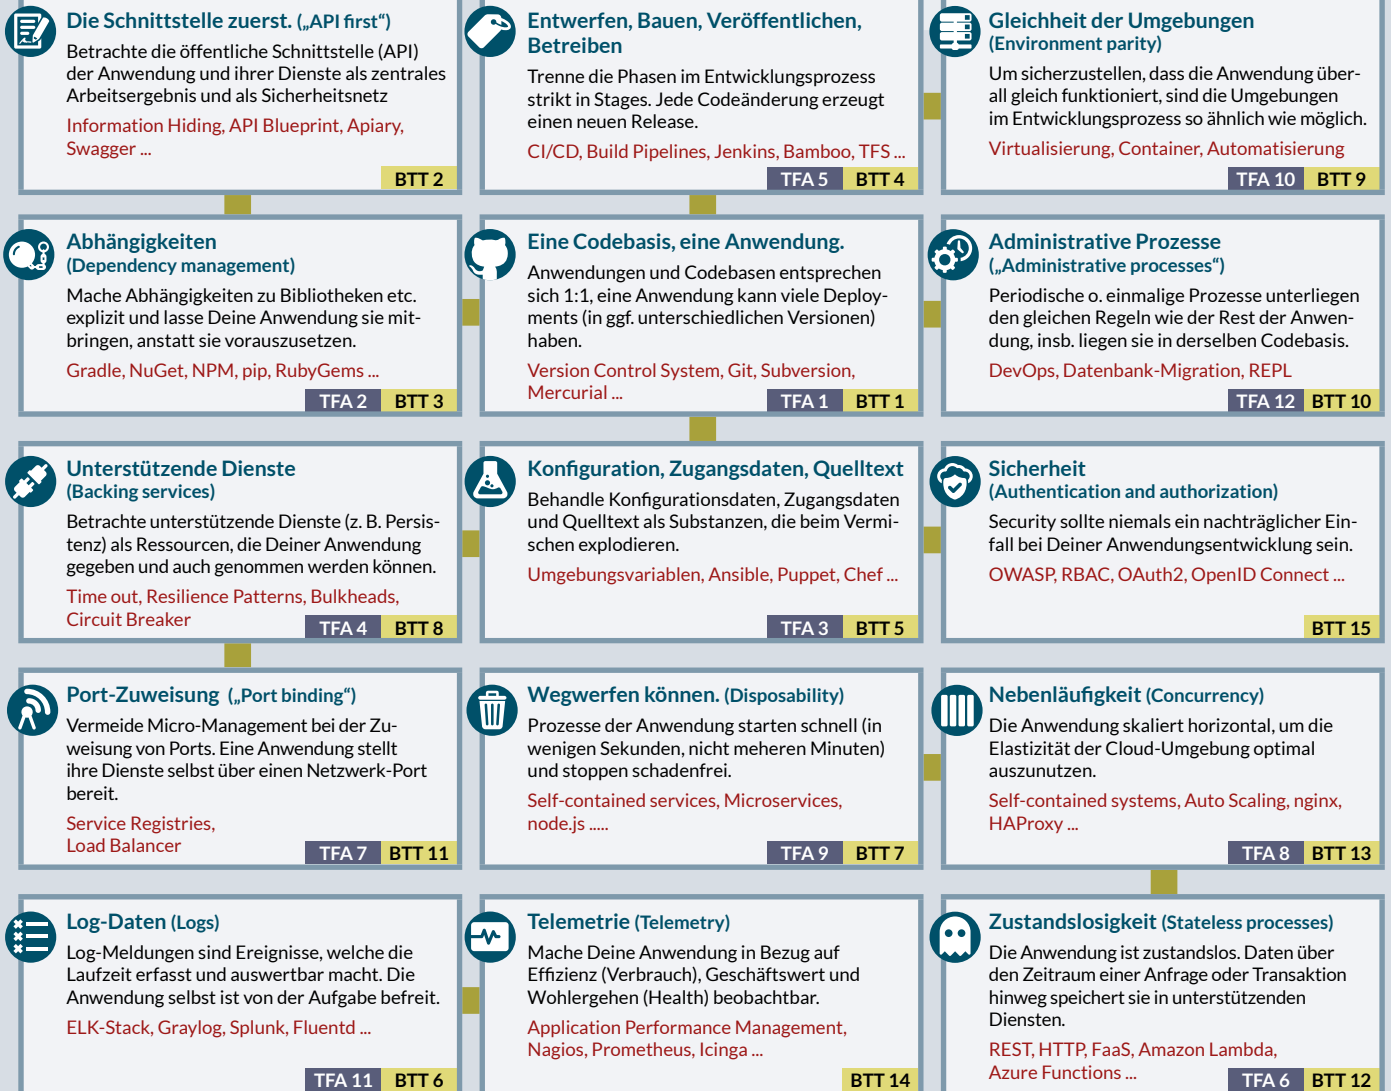 Die Schnittstelle zuerst. („API first“)
Betrachte die öffentliche Schnittstelle (API)
der Anwendung und ihrer Dienste als zentrales
Arbeitsergebnis und als Sicherheitsnetz
Information Hiding, API Blueprint, Apiary,
Swagger ...
BTT 2
Entwerfen, Bauen, Veröffentlichen,
Betreiben
Trenne die Phasen im Entwicklungsprozess
strikt in Stages. Jede Codeänderung erzeugt
einen neuen Release.
CI/CD, Build Pipelines, Jenkins, Bamboo, TFS ...
TFA 5 BTT 4
Gleichheit der Umgebungen
(Environment parity)
Um sicherzustellen, dass die Anwendung über-
all gleich funktioniert, sind die Umgebungen
im Entwicklungsprozess so ähnlich wie möglich.
Virtualisierung, Container, Automatisierung
TFA 10 BTT 9
Abhängigkeiten
(Dependency management)
Mache Abhängigkeiten zu Bibliotheken etc.
explizit und lasse Deine Anwendung sie mit-
bringen, anstatt sie vorauszusetzen.
Gradle, NuGet, NPM, pip, RubyGems ...
TFA 2 BTT 3
Eine Codebasis, eine Anwendung.
Anwendungen und Codebasen entsprechen
sich 1:1, eine Anwendung kann viele Deploy-
ments (in ggf. unterschiedlichen Versionen)
haben.
Version Control System, Git, Subversion,
Mercurial ...
TFA 1 BTT 1
Administrative Prozesse
(„Administrative processes“)
Periodische o. einmalige Prozesse unterliegen
den gleichen Regeln wie der Rest der Anwen-
dung, insb. liegen sie in derselben Codebasis.
DevOps, Datenbank-Migration, REPL
TFA 12 BTT 10
Unterstützende Dienste
(Backing services)
Betrachte unterstützende Dienste (z. B. Persis-
tenz) als Ressourcen, die Deiner Anwendung
gegeben und auch genommen werden können.
Time out, Resilience Patterns, Bulkheads,
Circuit Breaker
TFA 4 BTT 8
Konfiguration, Zugangsdaten, Quelltext
Behandle Konfigurationsdaten, Zugangsdaten
und Quelltext als Substanzen, die beim Vermi-
schen explodieren.
Umgebungsvariablen, Ansible, Puppet, Chef ...
TFA 3 BTT 5
Sicherheit
(Authentication and authorization)
Security sollte niemals ein nachträglicher Ein-
fall bei Deiner Anwendungsentwicklung sein.
OWASP, RBAC, OAuth2, OpenID Connect ...
BTT 15
Port-Zuweisung („Port binding“)
Vermeide Micro-Management bei der Zu-
weisung von Ports. Eine Anwendung stellt
ihre Dienste selbst über einen Netzwerk-Port
bereit.
Service Registries,
Load Balancer
TFA 7 BTT 11
Wegwerfen können. (Disposability)
Prozesse der Anwendung starten schnell (in
wenigen Sekunden, nicht meheren Minuten)
und stoppen schadenfrei.
Self-contained services, Microservices,
node.js .....
TFA 9 BTT 7
Nebenläufigkeit (Concurrency)
Die Anwendung skaliert horizontal, um die
Elastizität der Cloud-Umgebung optimal
auszunutzen.
Self-contained systems, Auto Scaling, nginx,
HAProxy ...
TFA 8 BTT 13
Log-Daten (Logs)
Log-Meldungen sind Ereignisse, welche die
Laufzeit erfasst und auswertbar macht. Die
Anwendung selbst ist von der Aufgabe befreit.
ELK-Stack, Graylog, Splunk, Fluentd ...
TFA 11 BTT 6
Telemetrie (Telemetry)
Mache Deine Anwendung in Bezug auf
Effizienz (Verbrauch), Geschäftswert und
Wohlergehen (Health) beobachtbar.
Application Performance Management,
Nagios, Prometheus, Icinga ...
BTT 14
Zustandslosigkeit (Stateless processes)
Die Anwendung ist zustandslos. Daten über
den Zeitraum einer Anfrage oder Transaktion
hinweg speichert sie in unterstützenden
Diensten.
REST, HTTP, FaaS, Amazon Lambda,
Azure Functions ...
TFA 6 BTT 12